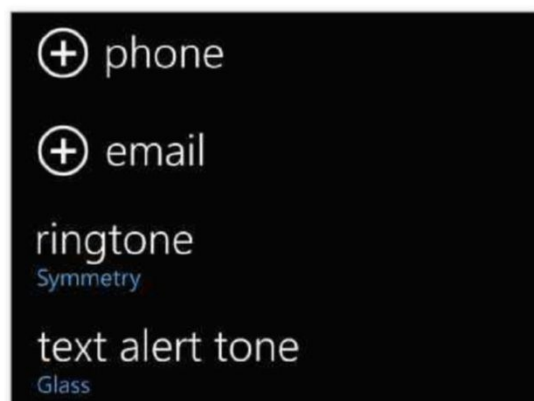 phone
email
ringtone
Symmetry
text alert tone
Glass